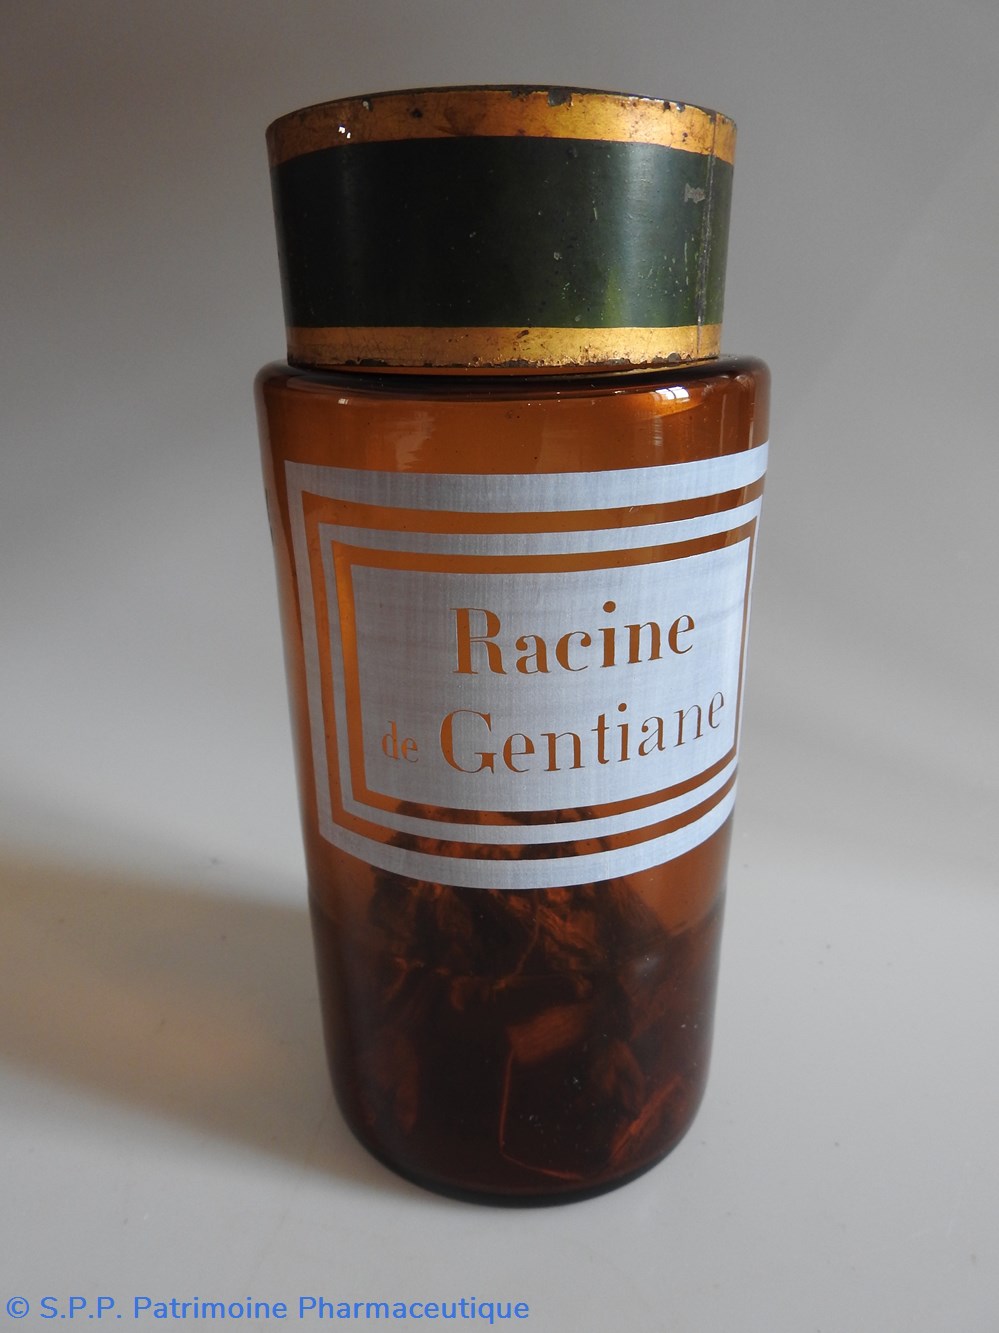 Racine
de Gentiane
© S.P.P. Patrimoine Pharmaceutique